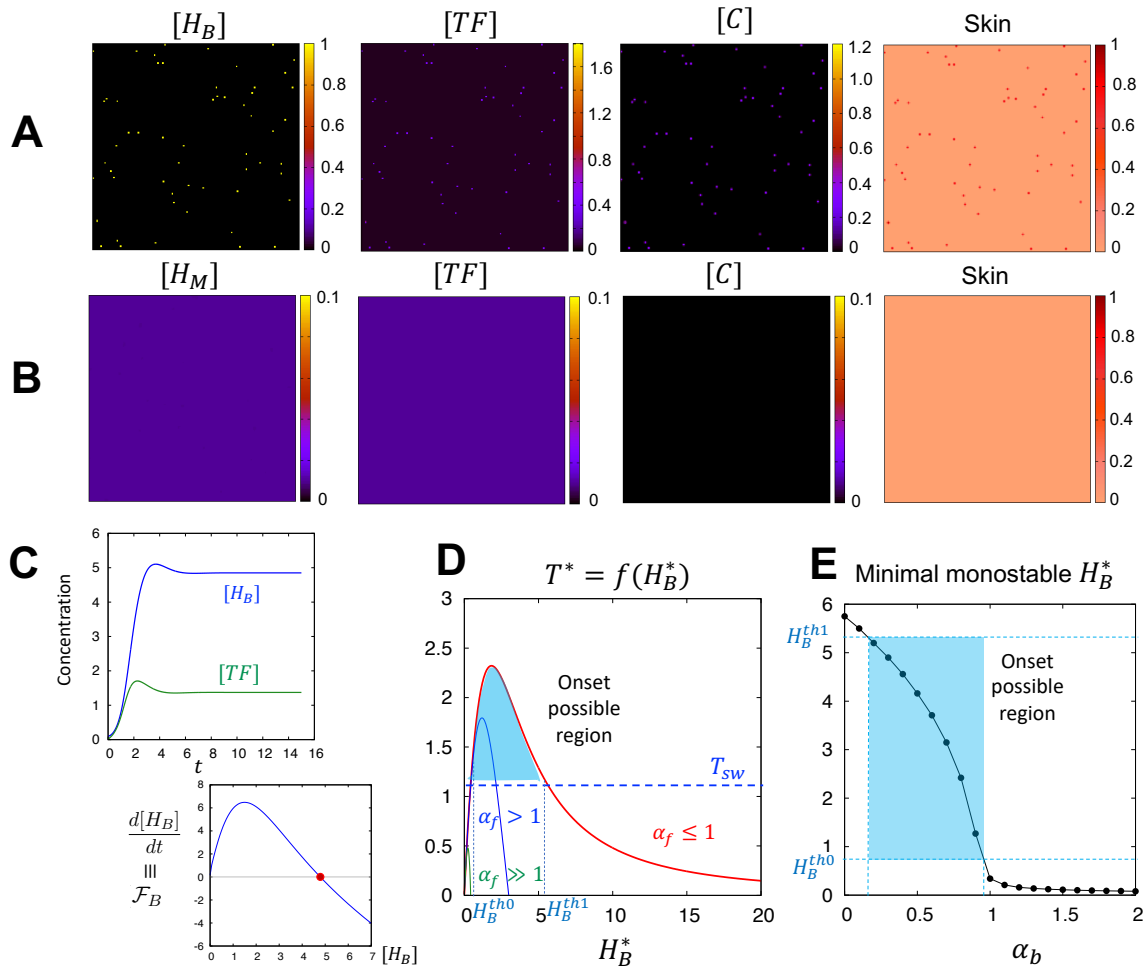 A
[H_B]
1
0.8
0.6
0.4
0.2
0
[TF]
1.6
1.2
0.8
0.4
0
[C]
1.2
1.0
0.8
0.6
0.4
0.2
0
Skin
1
0.8
0.6
0.4
0.2
0
B
[H_M]
0.1
0
[TF]
0.1
0
[C]
0.1
0
Skin
1
0.8
0.6
0.4
0.2
0
C
6
5
4
3
2
1
0
Concentration
[H_B]
[TF]
0 2 4 6 8 10 12 14 16
t
d[H_B]
dt
≡
F_B
8
6
4
2
0
-2
-4
-6
0 1 2 3 4 5 6 7
[H_B]
D
T* = f(H_B^*)
3
2.5
2
1.5
1
0.5
0
Onset
possible
region
T_sw
α_f > 1
α_f ≤ 1
α_f ≫ 1
H_B^{th0}
H_B^{th1}
0 5 10 15 20
H_B^*
E
Minimal monostable H_B^*
6
5
4
3
2
1
0
H_B^{th1}
H_B^{th0}
Onset
possible
region
0 0.5 1 1.5 2
α_b